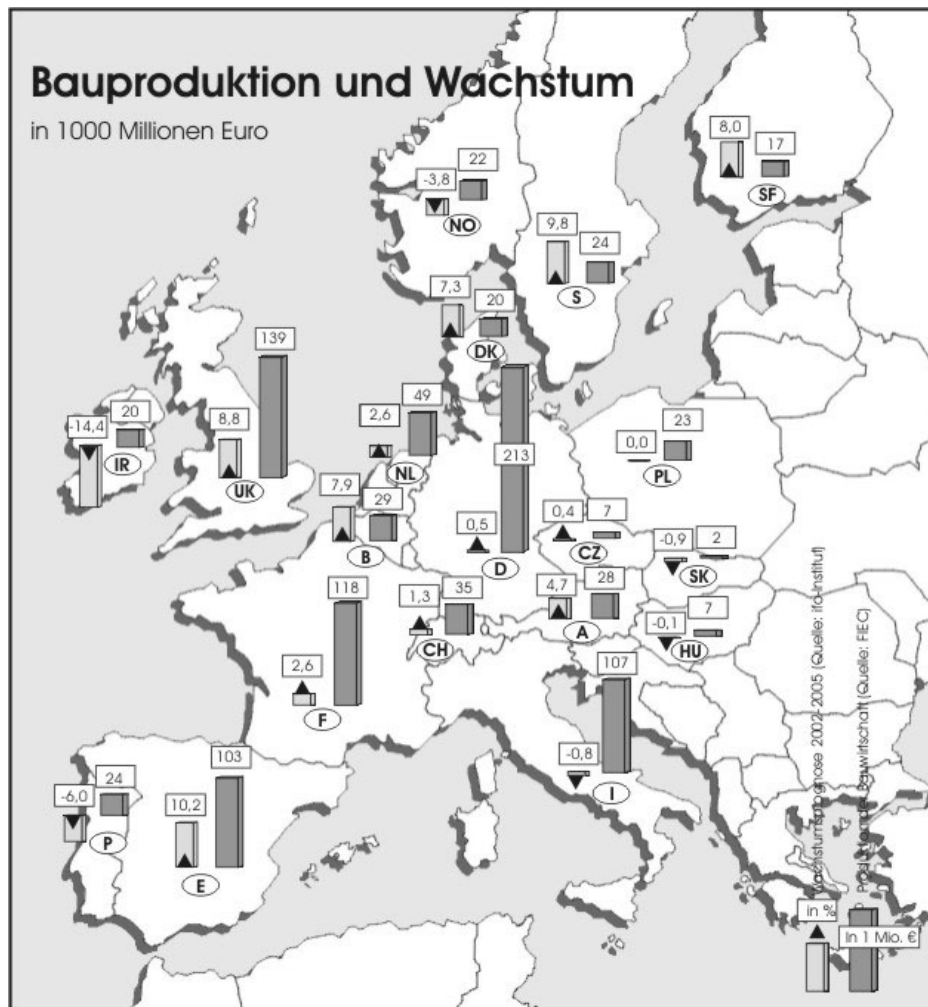 Bauproduktion und Wachstum
in 1000 Millionen Euro
8,0
17
SF
22
-3,8
NO
9,8
24
S
7,3
20
DK
139
8,8
UK
-14,4
20
IR
49
2,6
NL
213
0,5
D
23
0,0
PL
7,9
29
B
0,4
7
CZ
-0,9
2
SK
118
2,6
F
1,3
35
CH
4,7
28
A
7
-0,1
HU
107
-0,8
I
103
10,2
E
-6,0
24
P
Wachstumsprognose 2002-2005 (Quelle: ifo-Institut)
Bauwirtschaft (Quelle: FIEC)
in %
In 1 Mio. €